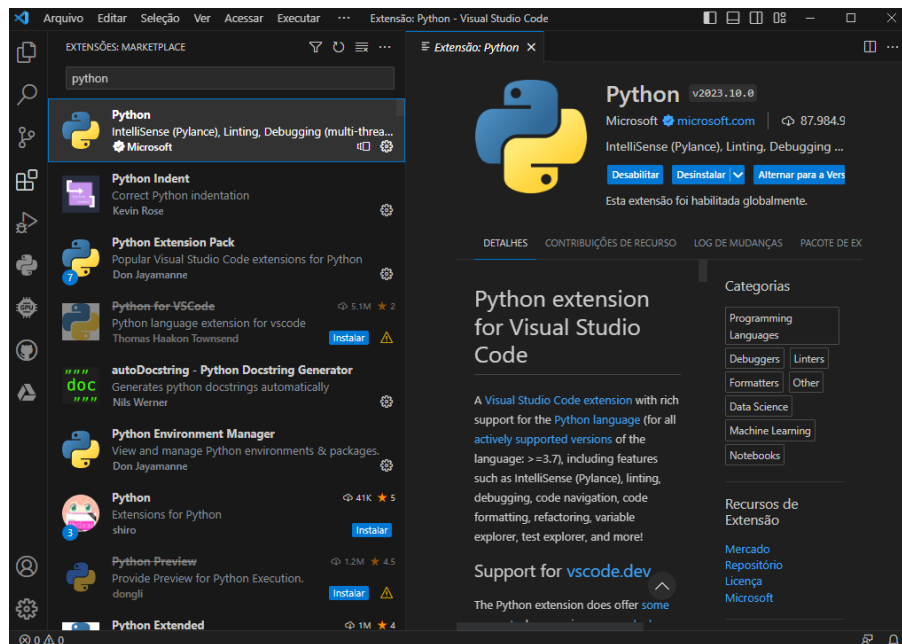 Arquivo Editar Seleção Ver Acessar Executar ··· Extensão: Python - Visual Studio Code
EXTENSÕES: MARKETPLACE
python
Python
IntelliSense (Pylance), Linting, Debugging (multi-threa...
Microsoft
Python Indent
Correct Python indentation
Kevin Rose
Python Extension Pack
Popular Visual Studio Code extensions for Python
Don Jayamanne
7
Python for VSCode 5.1M 2
Python language extension for vscode
Thomas Haakon Townsend Instalar
autoDocstring - Python Docstring Generator
Generates python docstrings automatically
Nils Werner
""" doc """
Python Environment Manager
View and manage Python environments & packages.
Don Jayamanne
Python 41K 5
Extensions for Python
shiro Instalar
3
Python Preview 1.2M 4.5
Provide Preview for Python Execution.
dongli Instalar
Python Extended 1M 4
GPU
0 0
Extensão: Python
Python v2023.10.0
Microsoft microsoft.com 87.984.9
IntelliSense (Pylance), Linting, Debugging ...
Desabilitar Desinstalar Alternar para a Vers
Esta extensão foi habilitada globalmente.
DETALHES CONTRIBUIÇÕES DE RECURSO LOG DE MUDANÇAS PACOTE DE EX
Python extension
for Visual Studio
Code
A Visual Studio Code extension with rich
support for the Python language (for all
actively supported versions of the
language: >=3.7), including features
such as IntelliSense (Pylance), linting,
debugging, code navigation, code
formatting, refactoring, variable
explorer, test explorer, and more!
Support for vscode.dev
The Python extension does offer some
Categorias
Programming
Languages
Debuggers Linters
Formatters Other
Data Science
Machine Learning
Notebooks
Recursos de
Extensão
Mercado
Repositório
Licença
Microsoft